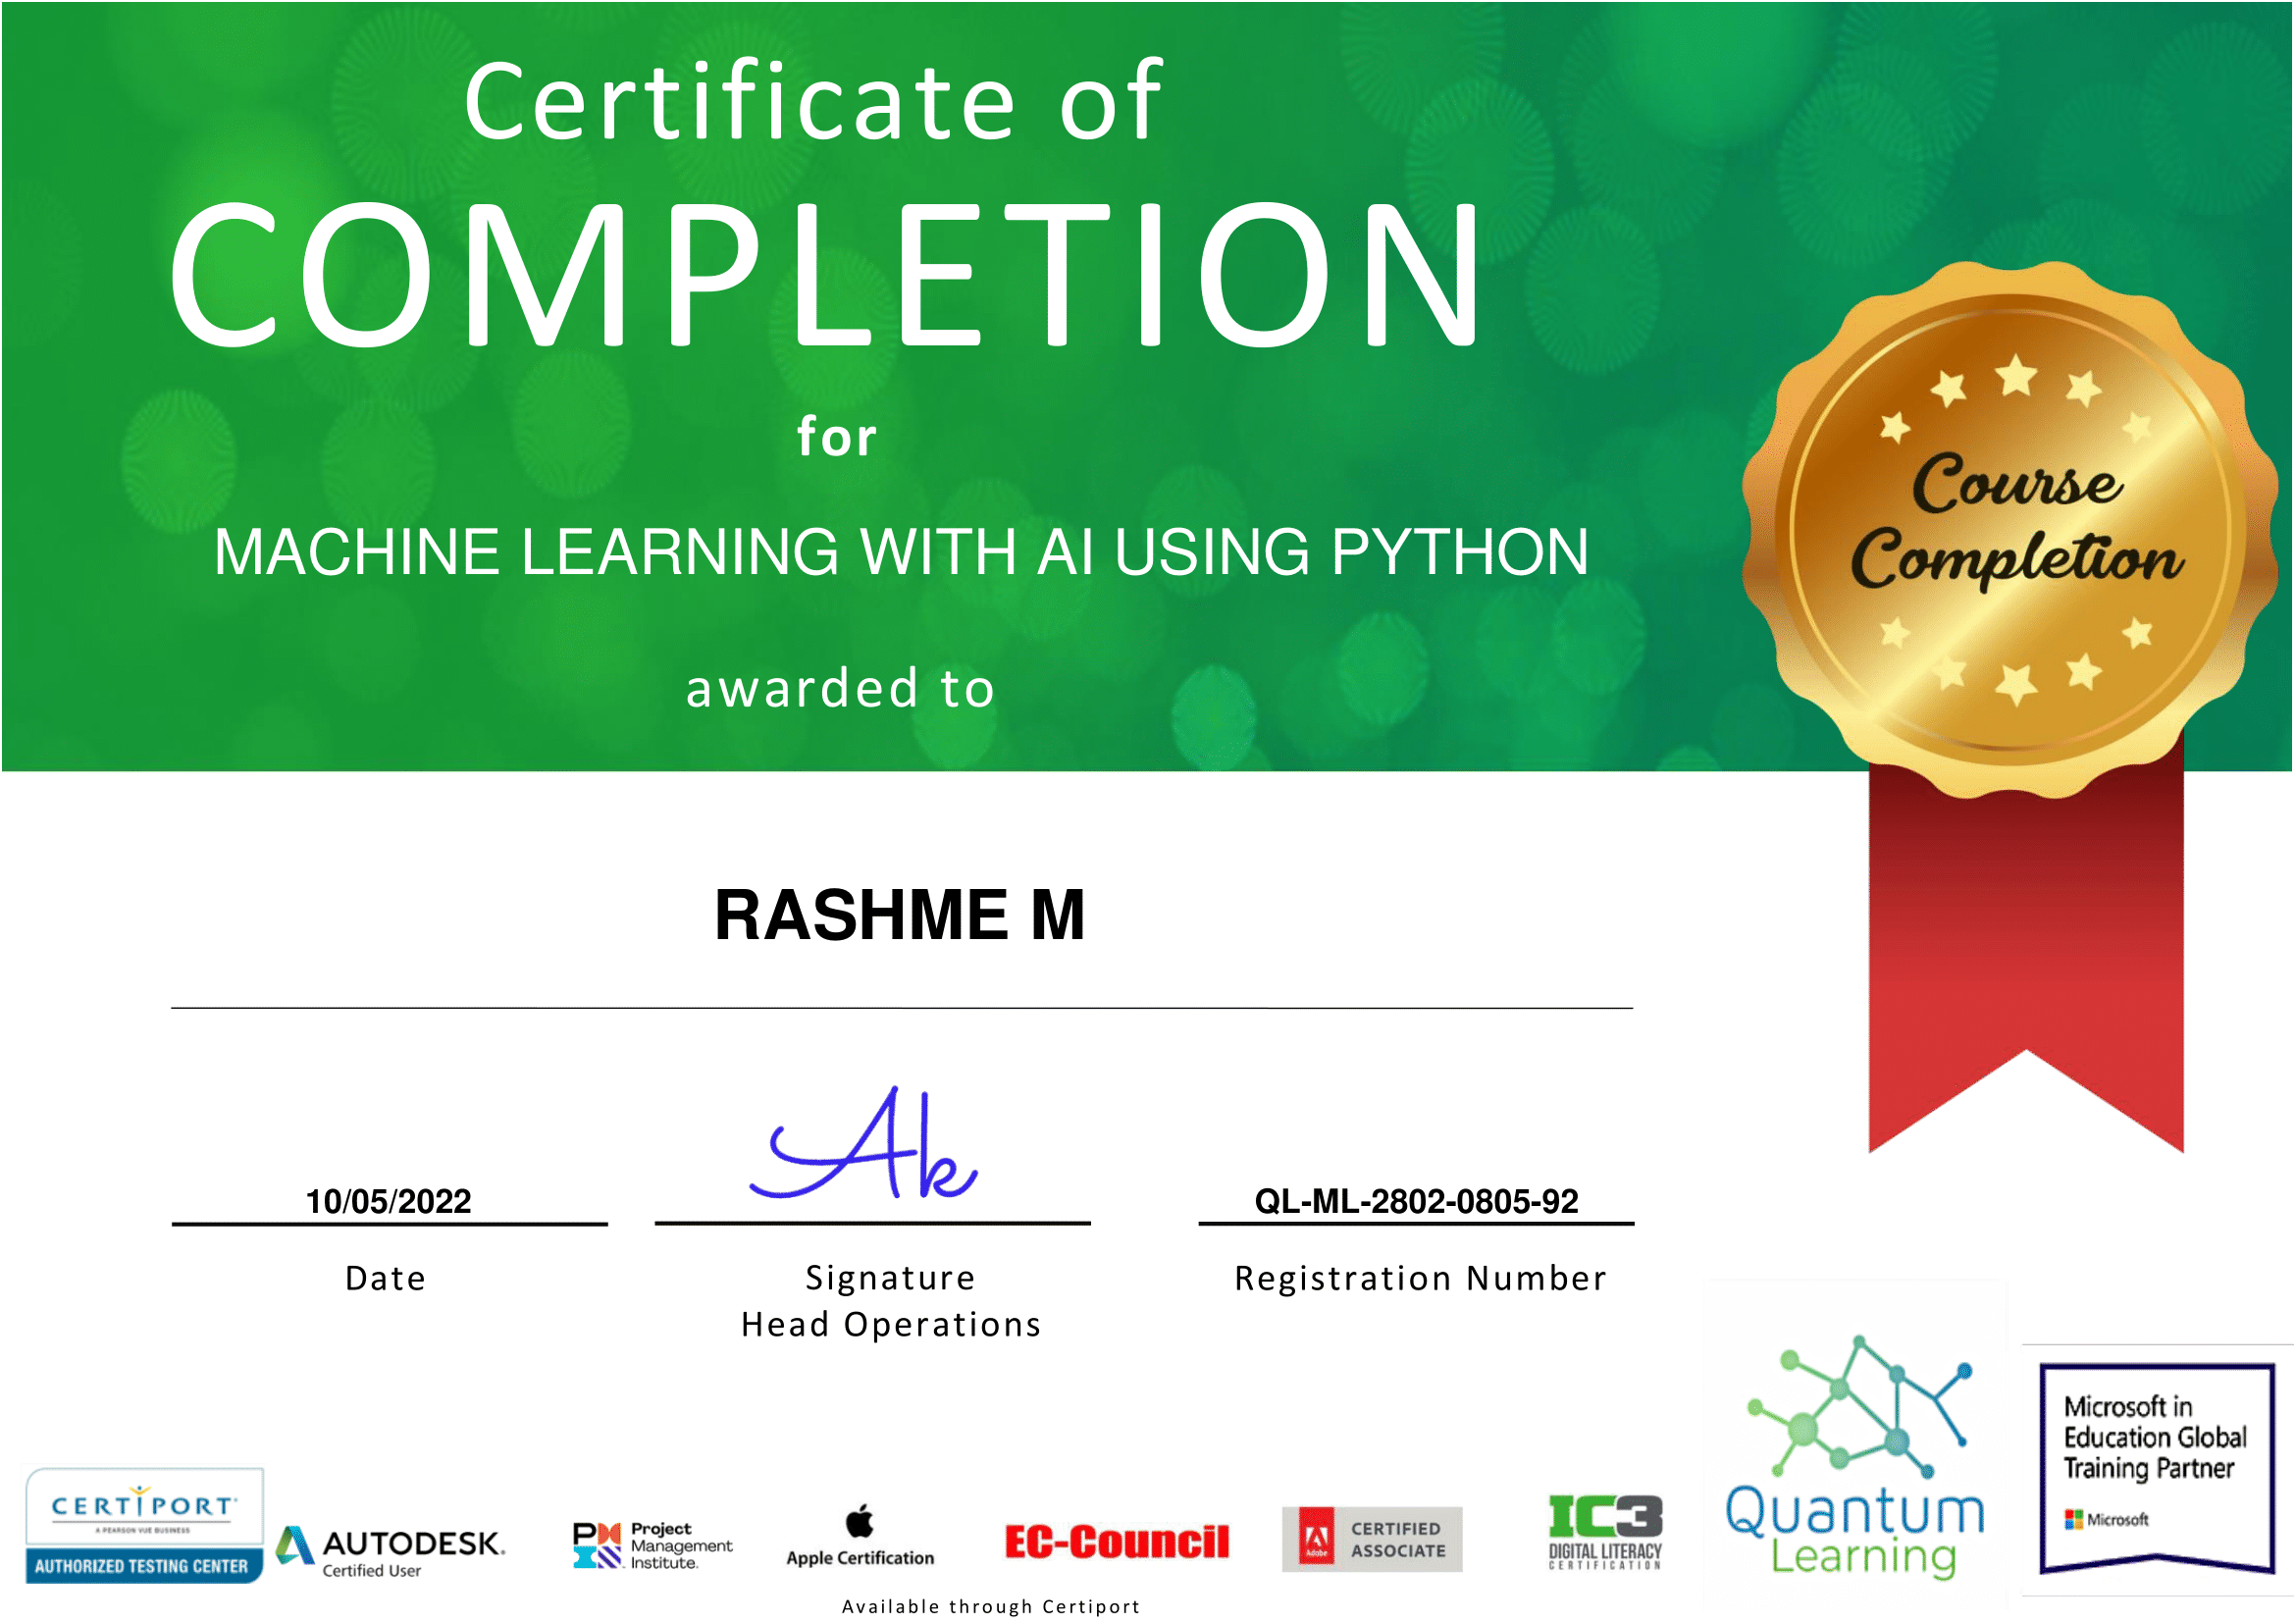 Certificate of
COMPLETION
for
MACHINE LEARNING WITH AI USING PYTHON
awarded to
Course
Completion
RASHME M
Ak
10/05/2022
QL-ML-2802-0805-92
Date
Signature
Registration Number
Head Operations
CERTIPORT
A PEARSON VUE BUSINESS
AUTHORIZED TESTING CENTER
AUTODESK.
Certified User
PMI
Project
Management
Institute.
Apple Certification
EC-Council
Adobe
CERTIFIED
ASSOCIATE
IC3
DIGITAL LITERACY
CERTIFICATION
Quantum
Learning
Microsoft in
Education Global
Training Partner
Microsoft
Available through Certiport